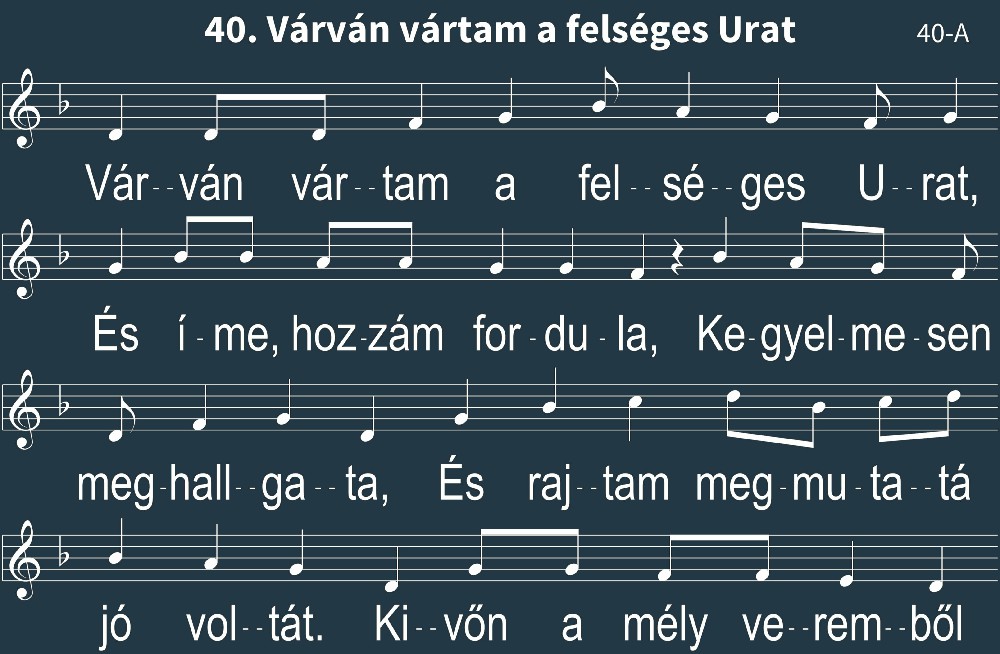 40. Várván vártam a felséges Urat
40-A
Vár--ván vár--tam a fel--sé--ges U--rat,
És í-me, hoz-zám for-du-la, Ke-gyel-me-sen
meg-hall--ga--ta, És raj--tam meg-mu-ta--tá
jó vol--tát. Ki--vőn a mély ve--rem--ből